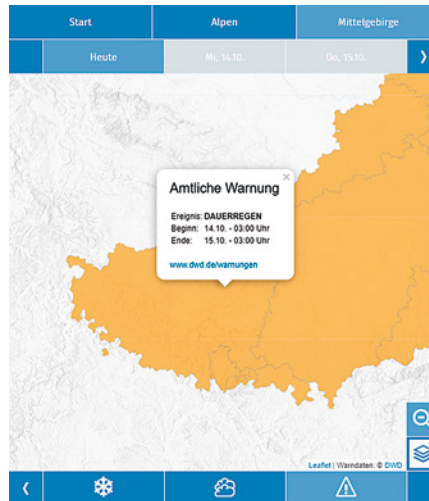 Start Alpen Mittelgebirge
Heute Mi, 14.10. Do, 15.10.
Amtliche Warnung
Ereignis: DAUERREGEN
Beginn: 14.10. - 03:00 Uhr
Ende: 15.10. - 03:00 Uhr
www.dwd.de/warnungen
Leaflet | Warndaten: © DWD